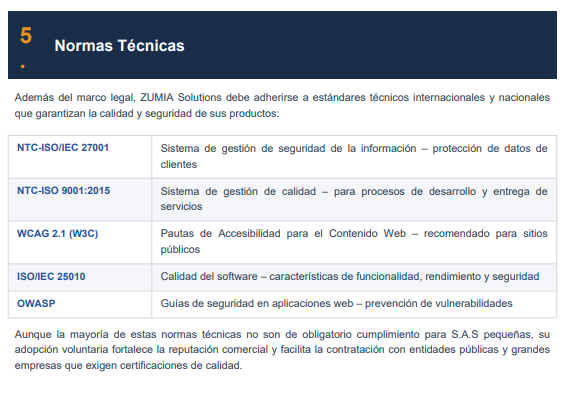 5
.
Normas Técnicas
Además del marco legal, ZUMIA Solutions debe adherirse a estándares técnicos internacionales y nacionales
que garantizan la calidad y seguridad de sus productos:
NTC-ISO/IEC 27001
Sistema de gestión de seguridad de la información – protección de datos de
clientes
NTC-ISO 9001:2015
Sistema de gestión de calidad – para procesos de desarrollo y entrega de
servicios
WCAG 2.1 (W3C)
Pautas de Accesibilidad para el Contenido Web – recomendado para sitios
públicos
ISO/IEC 25010
Calidad del software – características de funcionalidad, rendimiento y seguridad
OWASP
Guías de seguridad en aplicaciones web – prevención de vulnerabilidades
Aunque la mayoría de estas normas técnicas no son de obligatorio cumplimiento para S.A.S pequeñas, su
adopción voluntaria fortalece la reputación comercial y facilita la contratación con entidades públicas y grandes
empresas que exigen certificaciones de calidad.